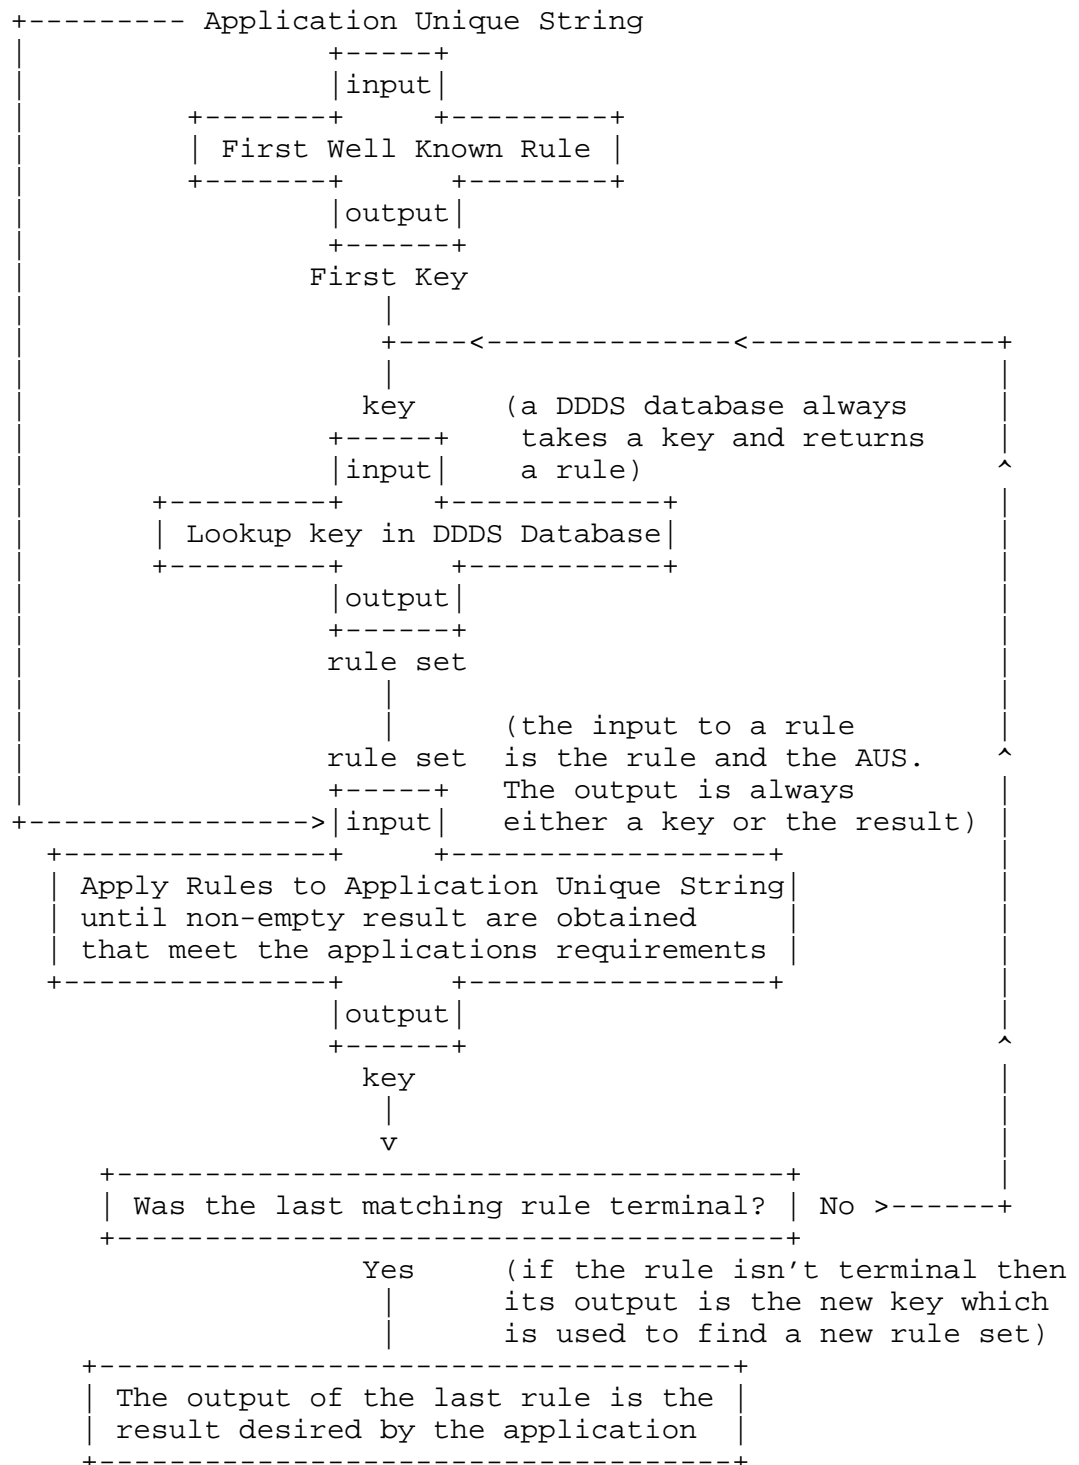 Application Unique String
input
First Well Known Rule
output
First Key
key (a DDDS database always
takes a key and returns
input a rule)
Lookup key in DDDS Database
output
rule set
(the input to a rule
rule set is the rule and the AUS.
The output is always
input either a key or the result)
Apply Rules to Application Unique String
until non-empty result are obtained
that meet the applications requirements
output
key
v
Was the last matching rule terminal? No >
Yes (if the rule isn't terminal then
its output is the new key which
is used to find a new rule set)
The output of the last rule is the
result desired by the application